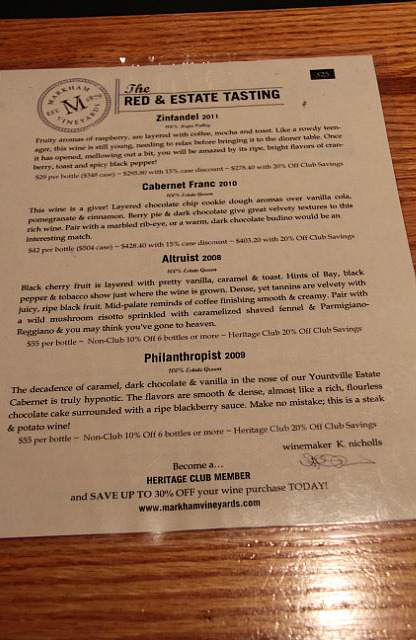 MARKHAM
EST. 1879
M
VINEYARDS
$25
The
RED & ESTATE TASTING
Zinfandel 2011
100% Napa Valley
Fruity aromas of raspberry, are layered with coffee, mocha and toast. Like a rowdy teen-
ager, this wine is still young, needing to relax before bringing it to the dinner table. Once
it has opened, mellowing out a bit, you will be amazed by its ripe, bright flavors of cran-
berry, toast and spicy black pepper!
$29 per bottle ($348 case) ~ $295.80 with 15% case discount ~ $278.40 with 20% Off Club Savings
Cabernet Franc 2010
100% Estate Grown
This wine is a giver! Layered chocolate chip cookie dough aromas over vanilla cola,
pomegranate & cinnamon. Berry pie & dark chocolate give great velvety textures to this
rich wine. Pair with a marbled rib-eye, or a warm, dark chocolate budino would be an
interesting match.
$42 per bottle ($504 case) ~ $428.40 with 15% case discount ~ $403.20 with 20% Off Club Savings
Altruist 2008
100% Estate Grown
Black cherry fruit is layered with pretty vanilla, caramel & toast. Hints of Bay, black
pepper & tobacco show just where the wine is grown. Dense, yet tannins are velvety with
juicy, ripe black fruit. Mid-palate reminds of coffee finishing smooth & creamy. Pair with
a wild mushroom risotto sprinkled with caramelized shaved fennel & Parmigiano-
Reggiano & you may think you've gone to heaven.
$55 per bottle ~ Non-Club 10% Off 6 bottles or more ~ Heritage Club 20% Off Club Savings
Philanthropist 2009
100% Estate Grown
The decadence of caramel, dark chocolate & vanilla in the nose of our Yountville Estate
Cabernet is truly hypnotic. The flavors are smooth & dense, almost like a rich, flourless
chocolate cake surrounded with a ripe blackberry sauce. Make no mistake; this is a steak
& potato wine!
$55 per bottle ~ Non-Club 10% Off 6 bottles or more ~ Heritage Club 20% Off Club Savings
winemaker K. nicholls
Become a...
HERITAGE CLUB MEMBER
and SAVE UP TO 30% OFF your wine purchase TODAY!
www.markhamvineyards.com